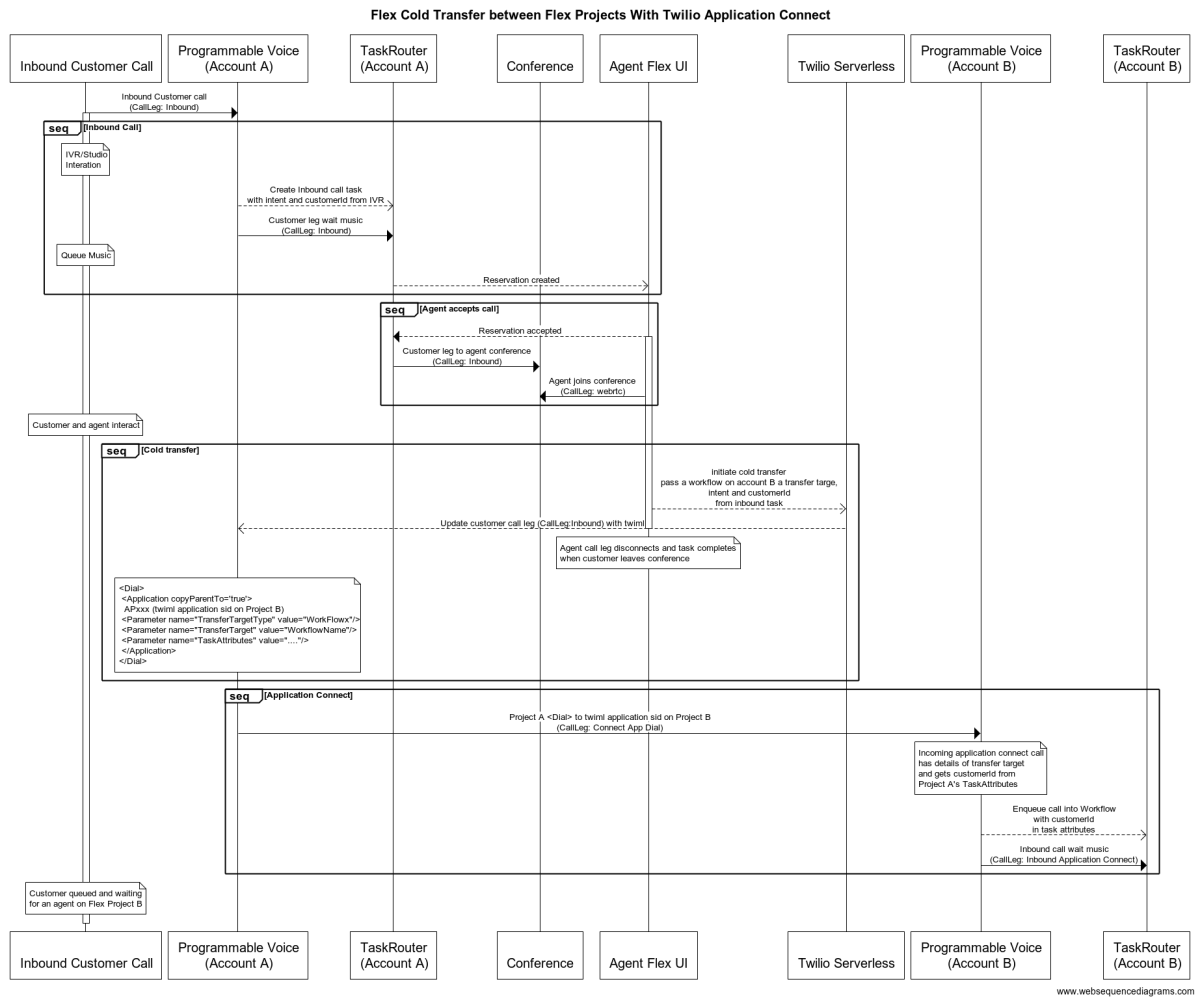 Flex Cold Transfer between Flex Projects With Twilio Application Connect
Inbound Customer Call
Programmable Voice
(Account A)
TaskRouter
(Account A)
Conference
Agent Flex UI
Twilio Serverless
Programmable Voice
(Account B)
TaskRouter
(Account B)
Inbound Customer call
(CallLeg: Inbound)
seq
[Inbound Call]
IVR/Studio
Interation
Create Inbound call task
with intent and customerId from IVR
Customer leg wait music
(CallLeg: Inbound)
Queue Music
Reservation created
seq
[Agent accepts call]
Reservation accepted
Customer leg to agent conference
(CallLeg: Inbound)
Agent joins conference
(CallLeg: webrtc)
Customer and agent interact
seq
[Cold transfer]
initiate cold transfer
pass a workflow on account B a transfer targe,
intent and customerId
from inbound task
Update customer call leg (CallLeg:Inbound) with twiml
Agent call leg disconnects and task completes
when customer leaves conference
<Dial>
<Application copyParentTo='true'>
APxxx (twiml application sid on Project B)
<Parameter name="TransferTargetType" value="WorkFlowx"/>
<Parameter name="TransferTarget" value="WorkflowName"/>
<Parameter name="TaskAttributes" value="...."/>
</Application>
</Dial>
seq
[Application Connect]
Project A <Dial> to twiml application sid on Project B
(CallLeg: Connect App Dial)
Incoming application connect call
has details of transfer target
and gets customerId from
Project A's TaskAttributes
Enqueue call into Workflow
with customerId
in task attributes
Inbound call wait music
(CallLeg: Inbound Application Connect)
Customer queued and waiting
for an agent on Flex Project B
Inbound Customer Call
Programmable Voice
(Account A)
TaskRouter
(Account A)
Conference
Agent Flex UI
Twilio Serverless
Programmable Voice
(Account B)
TaskRouter
(Account B)
www.websequencediagrams.com